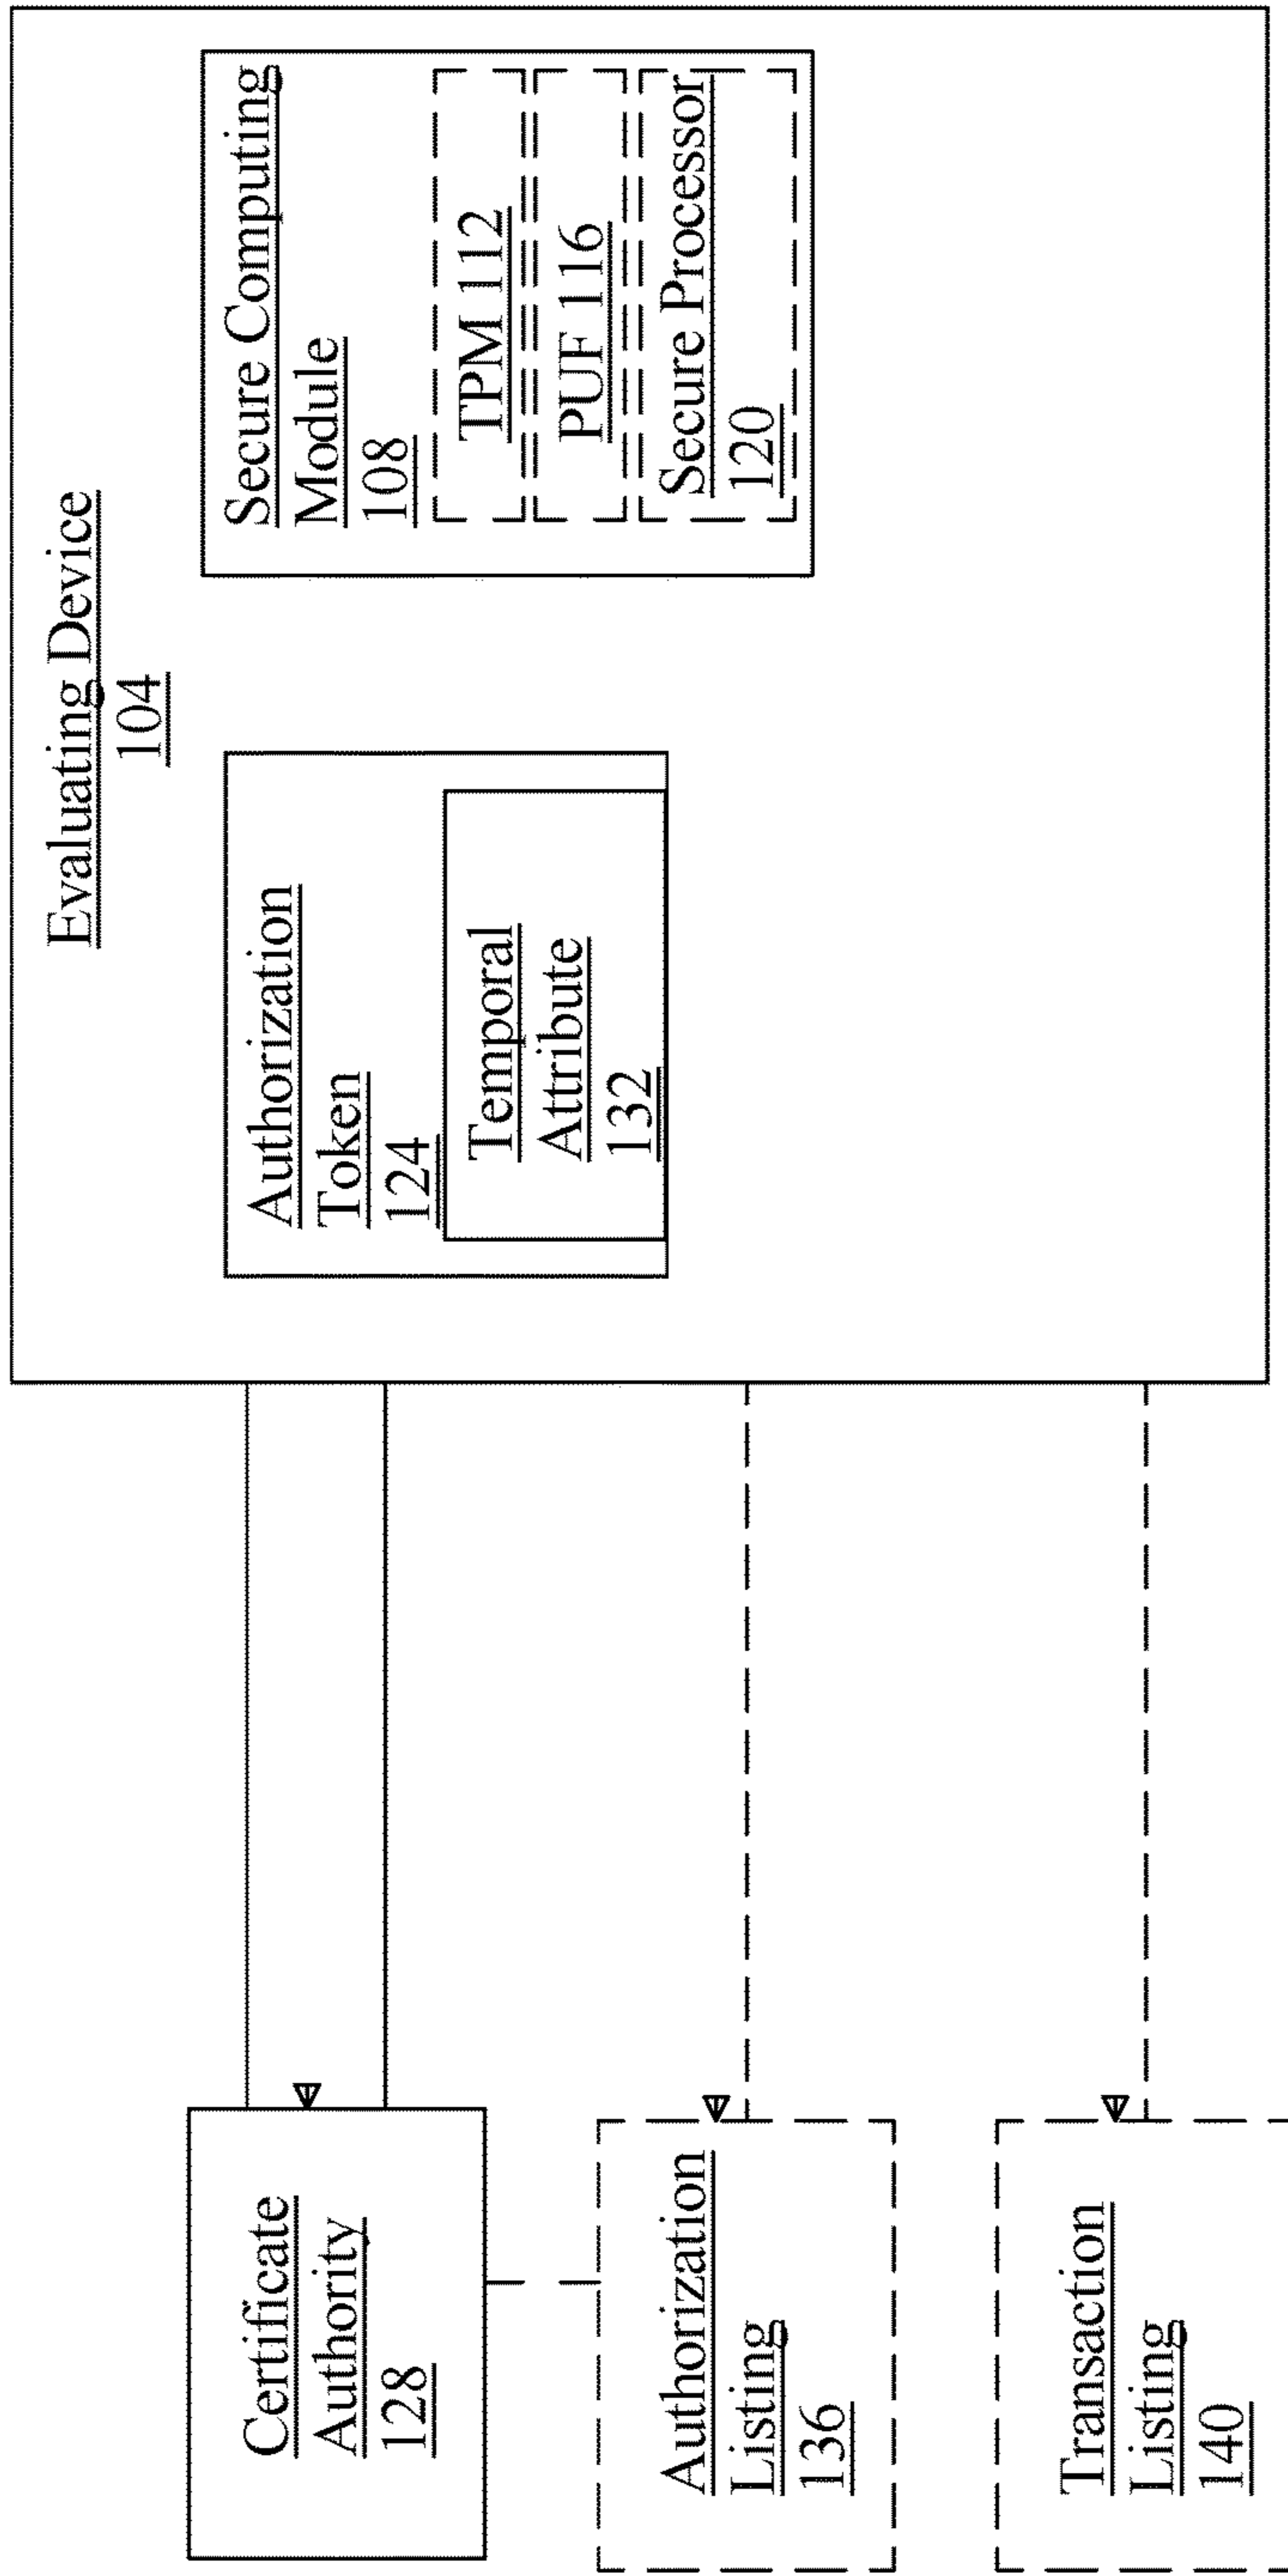 Evaluating Device
104
Certificate
Authority
128
Authorization
Token
124
Temporal
Attribute
132
Secure Computing
Module
108
TPM 112
PUF 116
Secure Processor
120
Authorization
Listing
136
Transaction
Listing
140